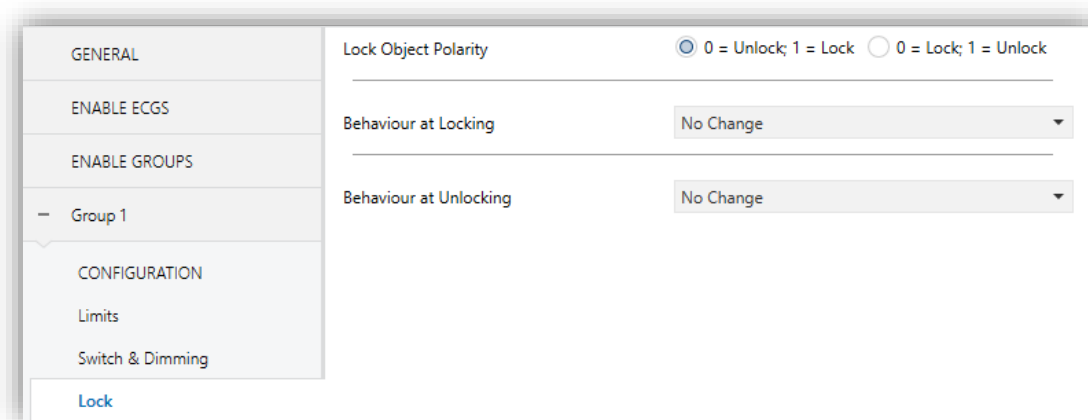 GENERAL
ENABLE ECGS
ENABLE GROUPS
− Group 1
CONFIGURATION
Limits
Switch & Dimming
Lock
Lock Object Polarity 0 = Unlock; 1 = Lock 0 = Lock; 1 = Unlock
Behaviour at Locking No Change
Behaviour at Unlocking No Change